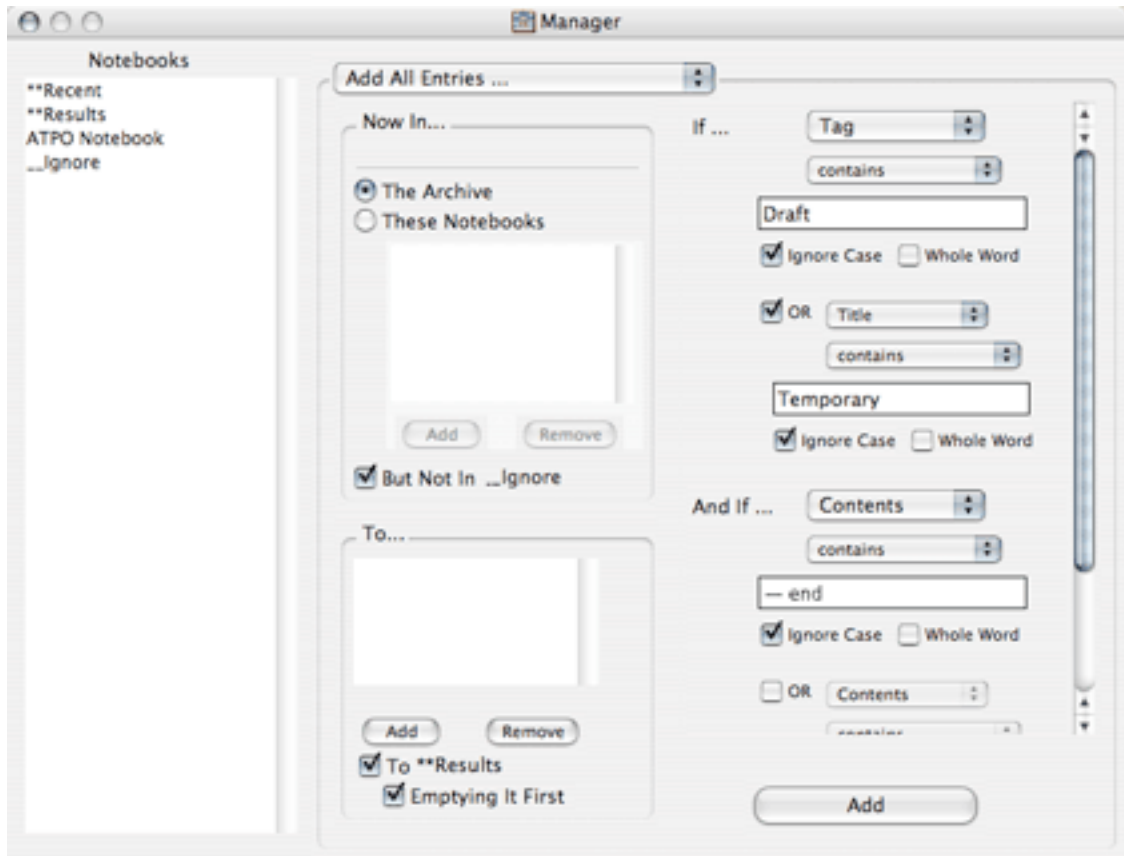 Manager
Notebooks
**Recent
**Results
ATPO Notebook
__Ignore
Add All Entries ...
Now In...
The Archive
These Notebooks
Add Remove
But Not In __Ignore
To...
Add Remove
To **Results
Emptying It First
If ... Tag
contains
Draft
Ignore Case Whole Word
OR Title
contains
Temporary
Ignore Case Whole Word
And If ... Contents
contains
— end
Ignore Case Whole Word
OR Contents
contains
Add